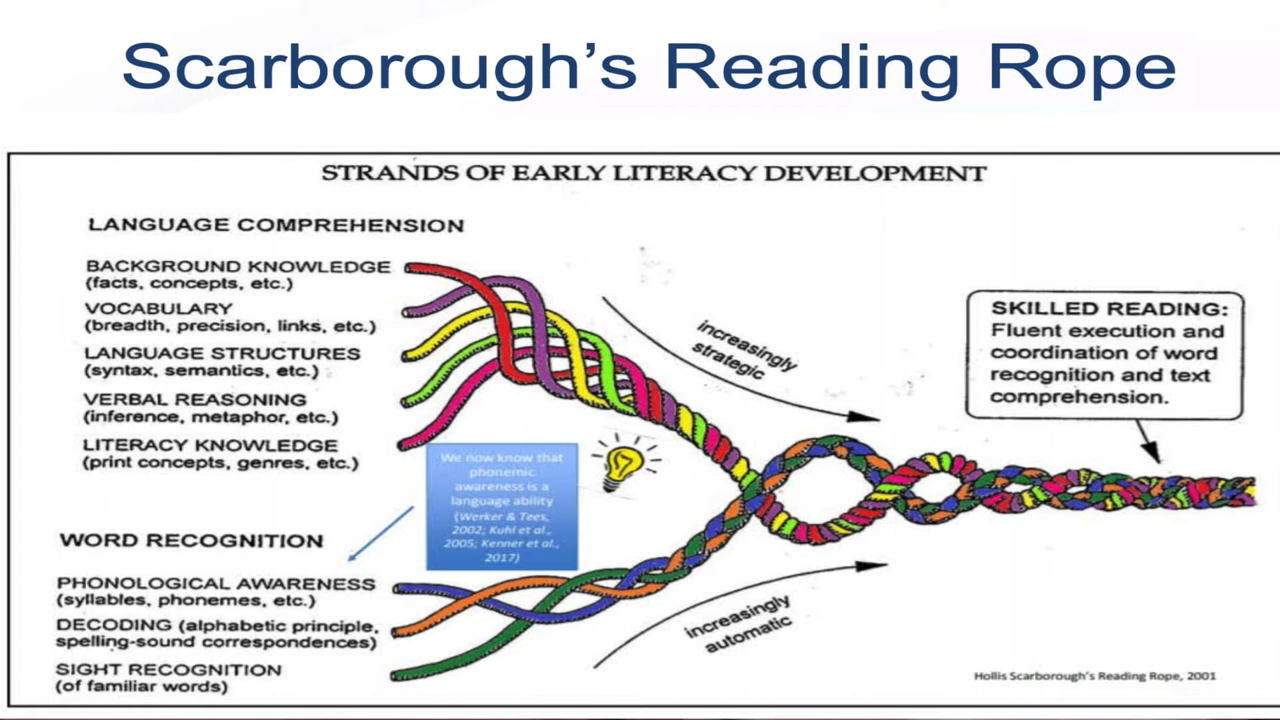 Scarborough's Reading Rope
STRANDS OF EARLY LITERACY DEVELOPMENT
LANGUAGE COMPREHENSION
BACKGROUND KNOWLEDGE
(facts, concepts, etc.)
VOCABULARY
(breadth, precision, links, etc.)
LANGUAGE STRUCTURES
(syntax, semantics, etc.)
VERBAL REASONING
(inference, metaphor, etc.)
LITERACY KNOWLEDGE
(print concepts, genres, etc.)
We now know that
phonemic
awareness is a
language ability
(Werker & Tees,
2002; Kuhl et al.,
2005; Kenner et al.,
2017)
WORD RECOGNITION
PHONOLOGICAL AWARENESS
(syllables, phonemes, etc.)
DECODING (alphabetic principle,
spelling-sound correspondences)
SIGHT RECOGNITION
(of familiar words)
increasingly
strategic
increasingly
automatic
SKILLED READING:
Fluent execution and
coordination of word
recognition and text
comprehension.
Hollis Scarborough's Reading Rope, 2001